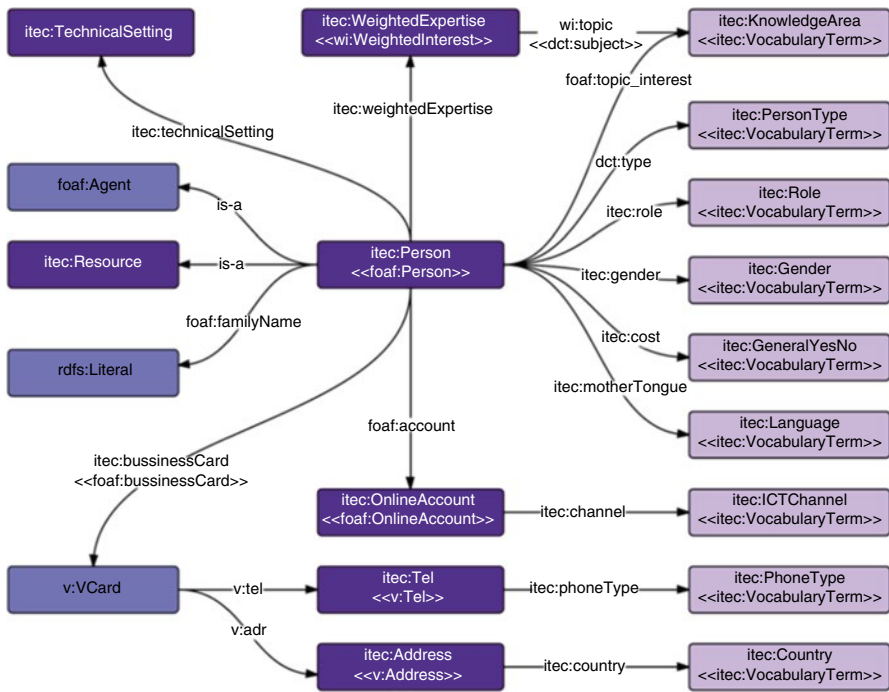 itec:TechnicalSetting
itec:WeightedExpertise
<<wi:WeightedInterest>>
wi:topic
<<dct:subject>>
itec:KnowledgeArea
<<itec:VocabularyTerm>>
foaf:topic_interest
itec:weightedExpertise
itec:technicalSetting
itec:PersonType
<<itec:VocabularyTerm>>
dct:type
foaf:Agent
is-a
itec:role
itec:Role
<<itec:VocabularyTerm>>
itec:Resource
is-a
itec:Person
<<foaf:Person>>
itec:gender
itec:Gender
<<itec:VocabularyTerm>>
foaf:familyName
itec:cost
itec:GeneralYesNo
<<itec:VocabularyTerm>>
rdfs:Literal
itec:motherTongue
itec:Language
<<itec:VocabularyTerm>>
foaf:account
itec:bussinessCard
<<foaf:bussinessCard>>
itec:OnlineAccount
<<foaf:OnlineAccount>>
itec:channel
itec:ICTChannel
<<itec:VocabularyTerm>>
v:VCard
v:tel
itec:Tel
<<v:Tel>>
itec:phoneType
itec:PhoneType
<<itec:VocabularyTerm>>
v:adr
itec:Address
<<v:Address>>
itec:country
itec:Country
<<itec:VocabularyTerm>>